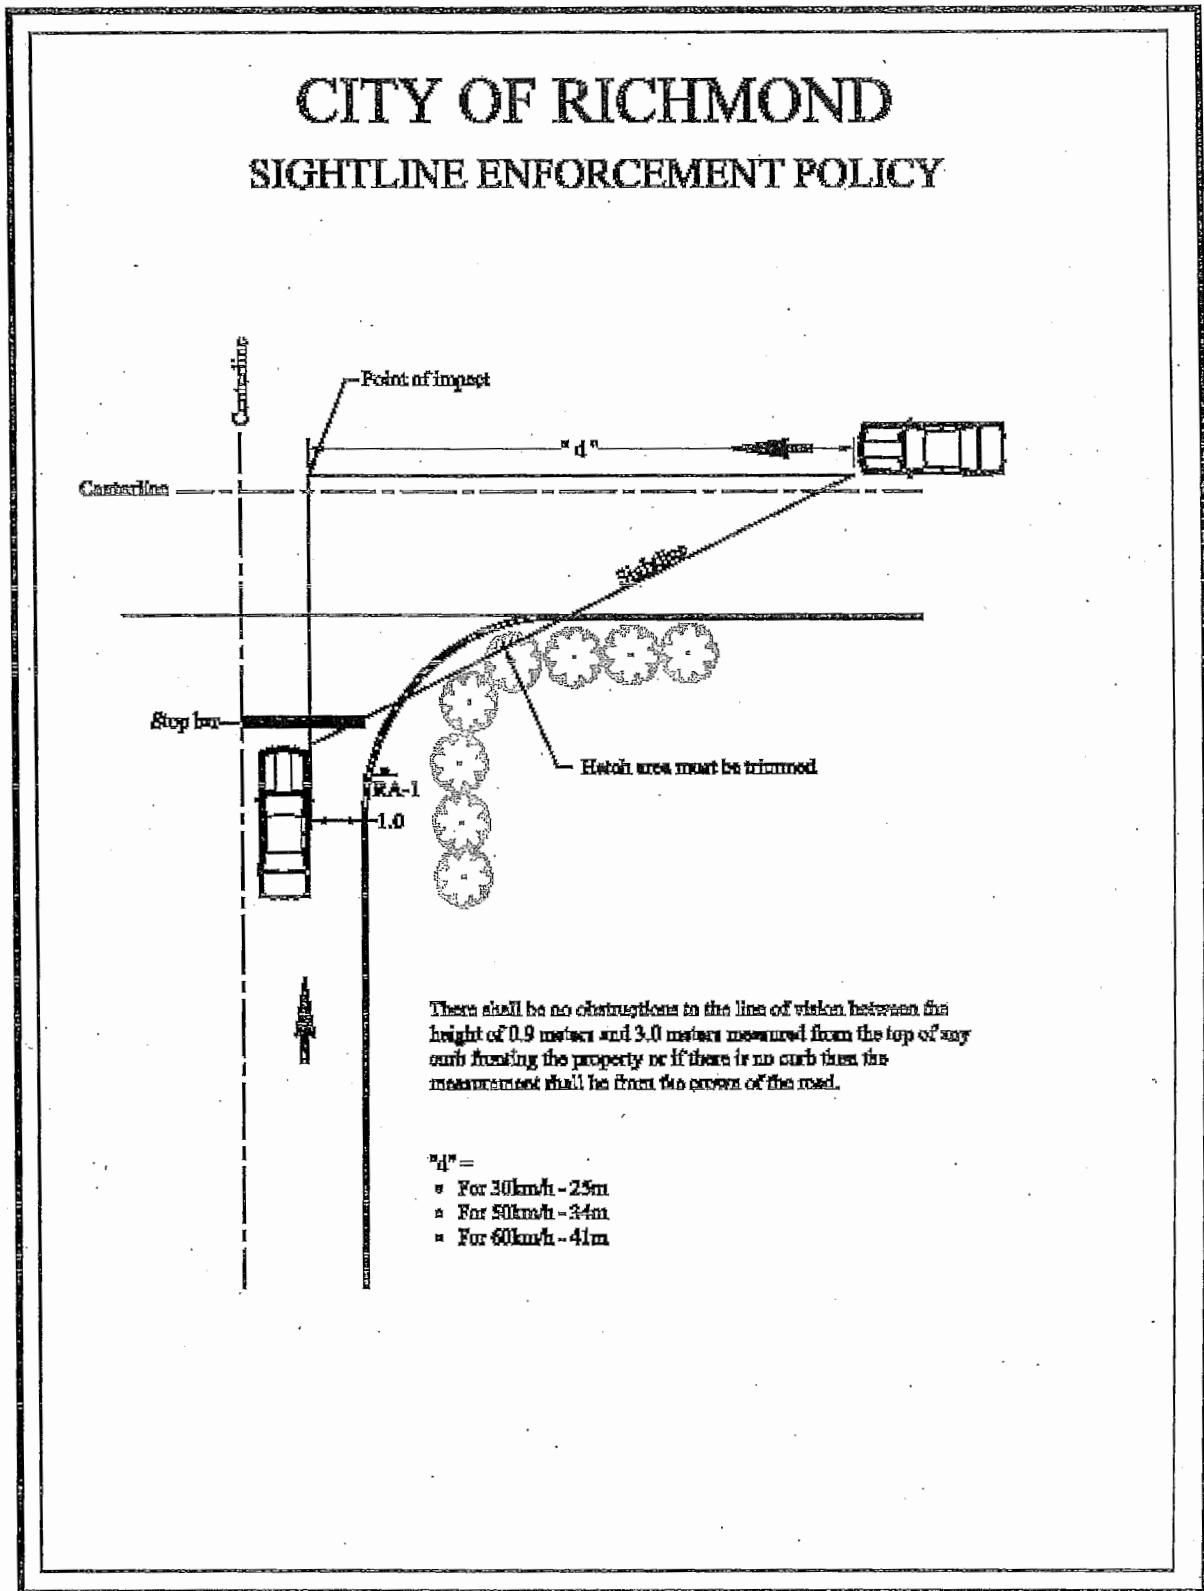 CITY OF RICHMOND
SIGHTLINE ENFORCEMENT POLICY
Centerline
Point of impact
"d"
Centerline
Sightline
Stop bar
Hatch area must be trimmed
RA-1
1.0
There shall be no obstructions to the line of vision between the
height of 0.9 meters and 3.0 meters measured from the top of any
curb fronting the property or if there is no curb then the
measurement shall be from the crown of the road.
"d" =
▪ For 30km/h - 25m
▪ For 50km/h - 34m
▪ For 60km/h - 41m